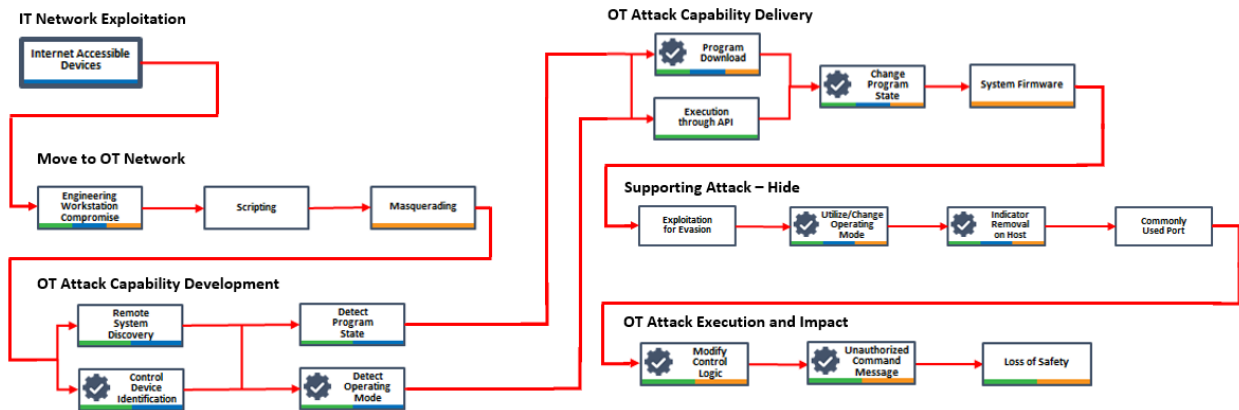 IT Network Exploitation
Internet Accessible
Devices
Move to OT Network
Engineering
Workstation
Compromise
Scripting
Masquerading
OT Attack Capability Development
Remote
System
Discovery
Control
Device
Identification
Detect
Program
State
Detect
Operating
Mode
OT Attack Capability Delivery
Program
Download
Execution
through API
Change
Program
State
System Firmware
Supporting Attack – Hide
Exploitation
for Evasion
Utilize/Change
Operating
Mode
Indicator
Removal
on Host
Commonly
Used Port
OT Attack Execution and Impact
Modify
Control
Logic
Unauthorized
Command
Message
Loss of Safety